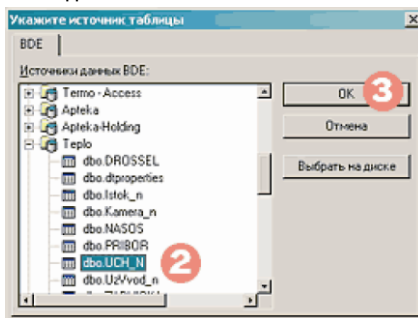 Укажите источник таблицы
BDE
Источники данных BDE:
Termo - Access
Apteka
Apteka-Holding
Teplo
dbo.DROSSEL
dbo.dtproperties
dbo.Istok_n
dbo.Kamera_n
dbo.NASOS
dbo.PRIBOR
dbo.UCH_N
dbo.UzVvod_n
OK
Отмена
Выбрать на диске
3
2